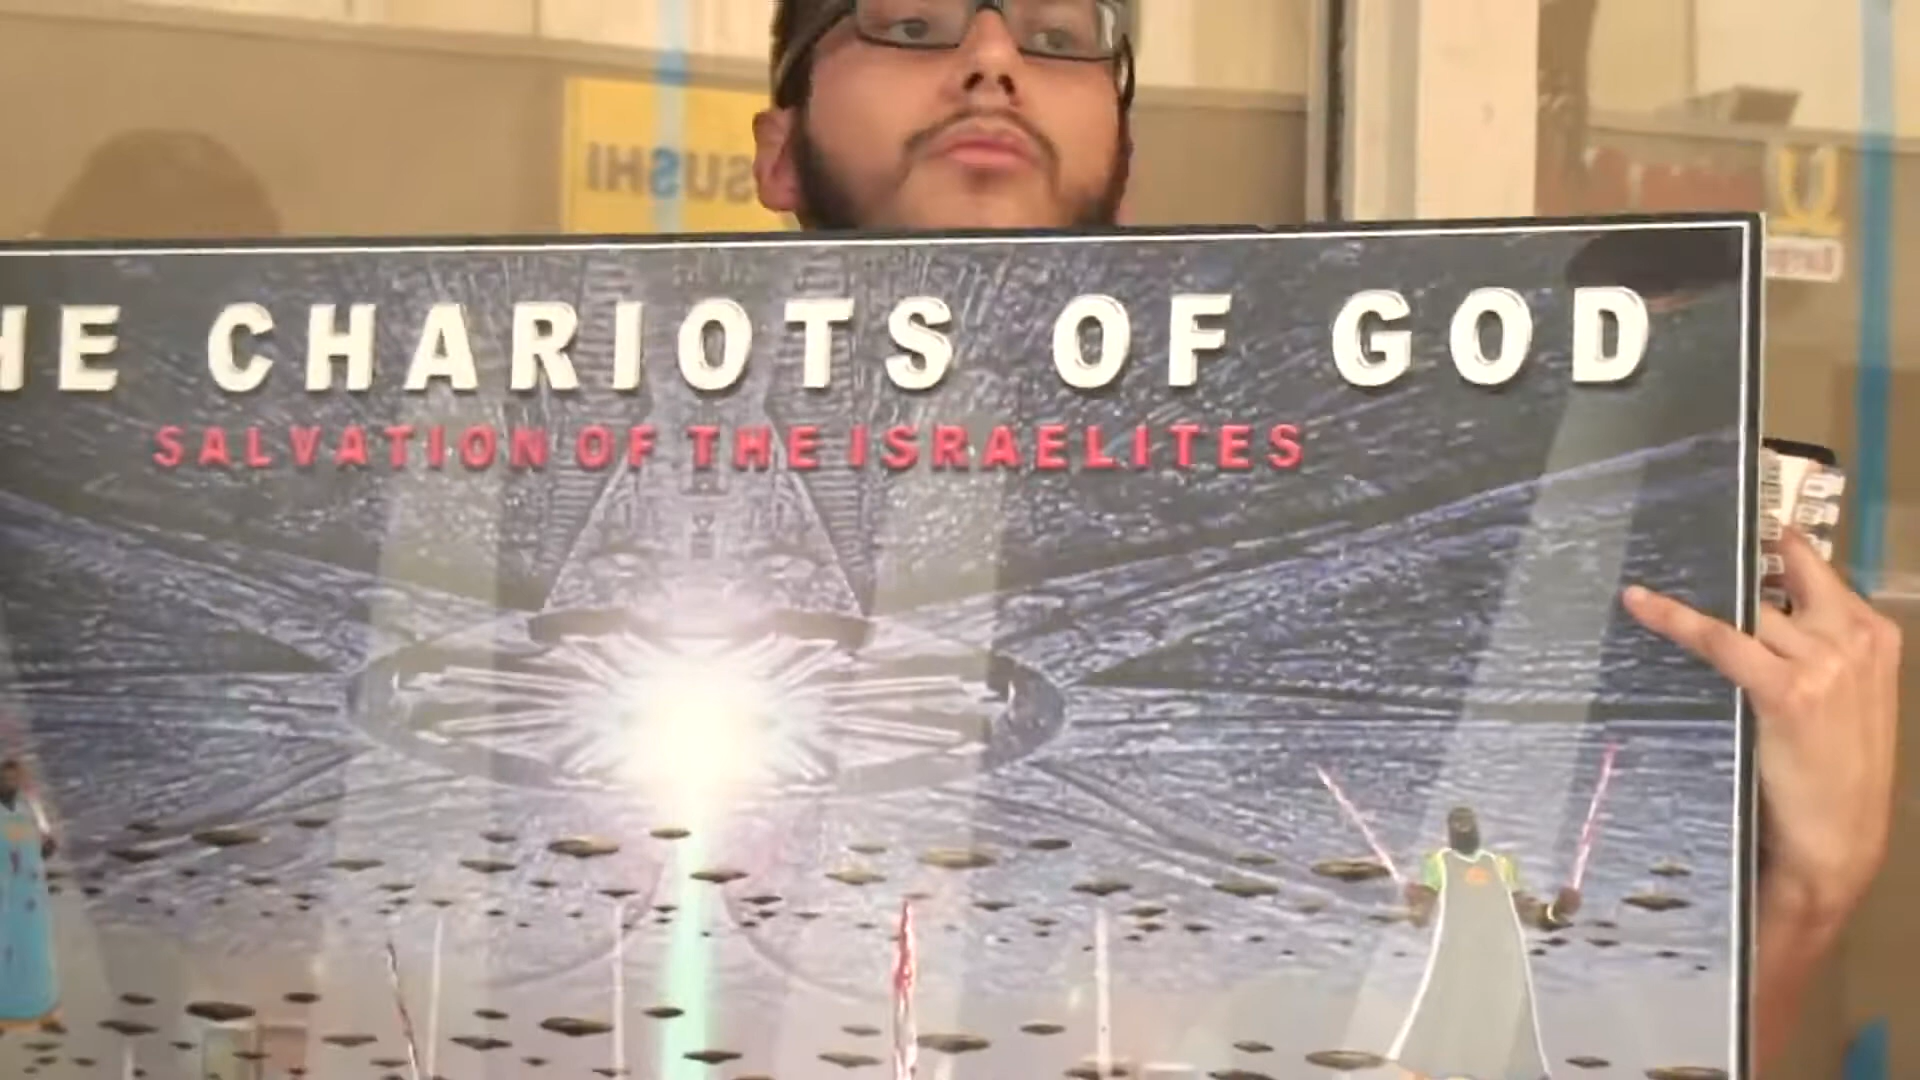 SUSHI
HE CHARIOTS OF GOD
SALVATION OF THE ISRAELITES